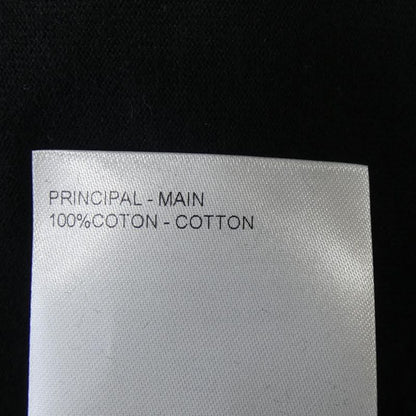 PRINCIPAL - MAIN
100%COTON - COTTON